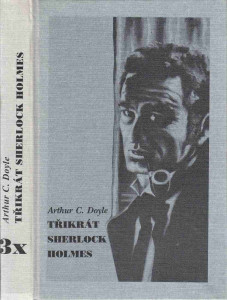 Arthur C. Doyle
TŘIKRÁT SHERLOCK HOLMES
3x
Arthur C. Doyle
TŘIKRÁT
SHERLOCK
HOLMES